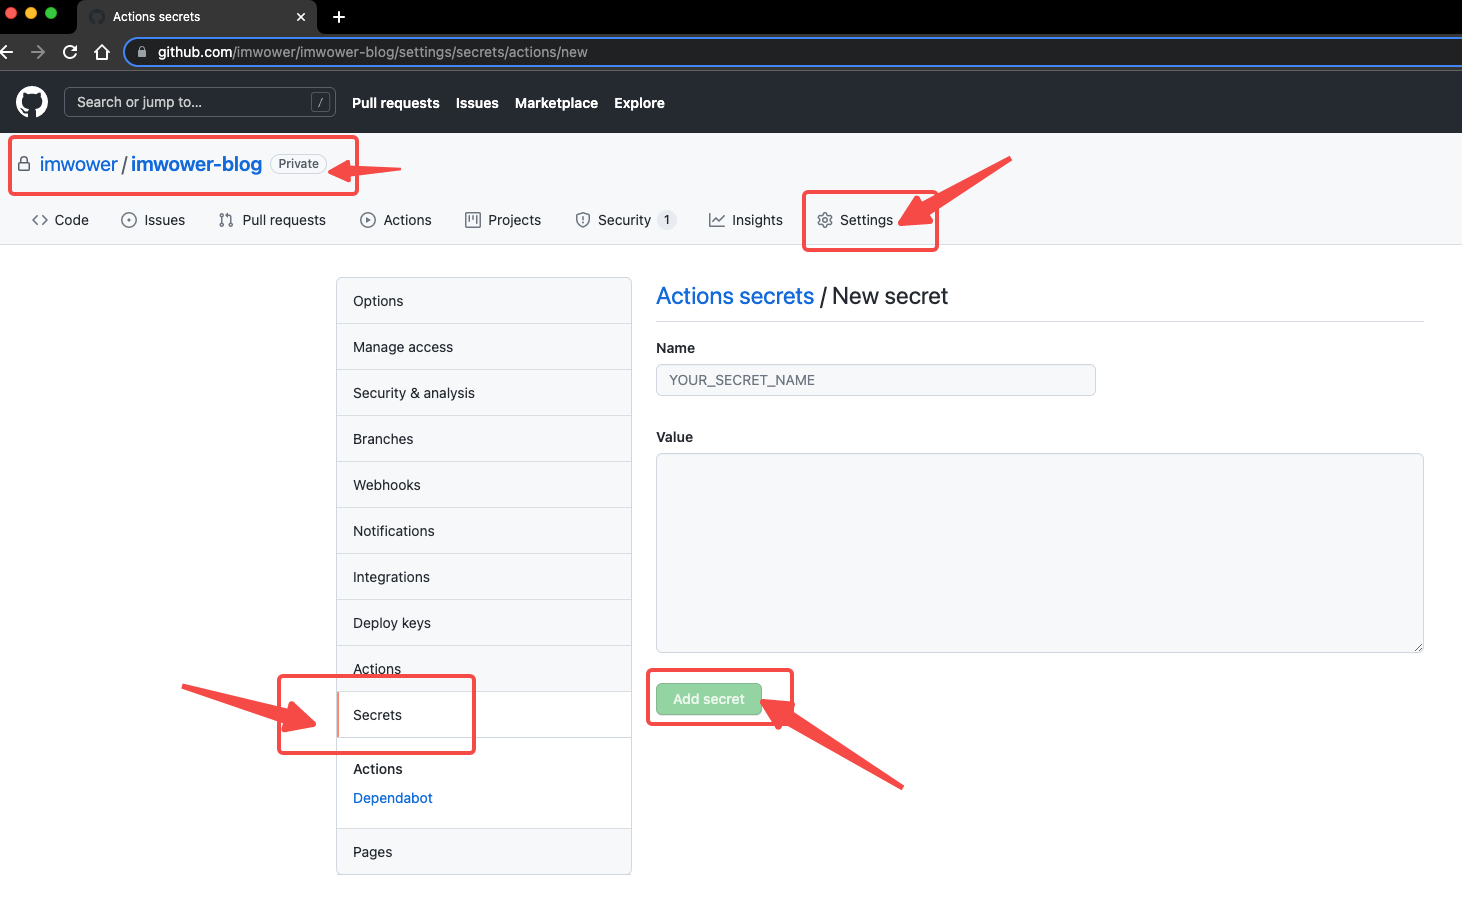 Actions secrets
github.com/imwower/imwower-blog/settings/secrets/actions/new
Search or jump to... /
Pull requests Issues Marketplace Explore
imwower / imwower-blog Private
Code Issues Pull requests Actions Projects Security 1 Insights Settings
Options
Manage access
Security & analysis
Branches
Webhooks
Notifications
Integrations
Deploy keys
Actions
Secrets
Actions
Dependabot
Pages
Actions secrets / New secret
Name
YOUR_SECRET_NAME
Value
Add secret